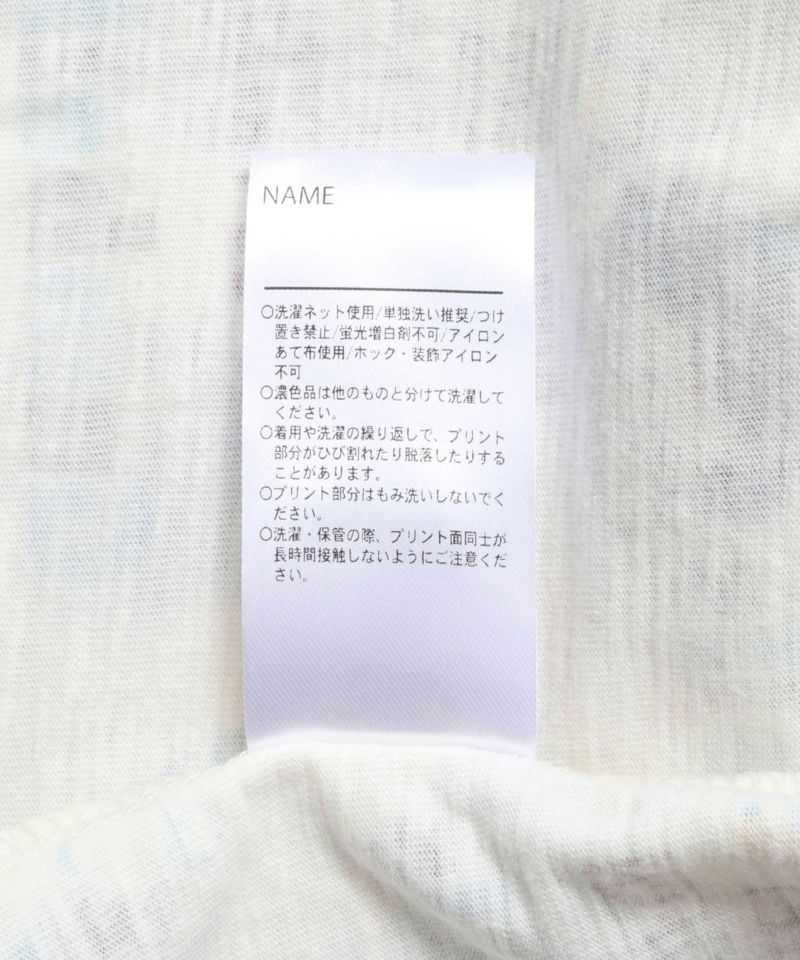 NAME
○洗濯ネット使用/単独洗い推奨/つけ
置き禁止/蛍光増白剤不可/アイロン
あて布使用/ホック・装飾アイロン
不可
○濃色品は他のものと分けて洗濯して
ください。
○着用や洗濯の繰り返しで、プリント
部分がひび割れたり脱落したりする
ことがあります。
○プリント部分はもみ洗いしないでく
ださい。
○洗濯・保管の際、プリント面同士が
長時間接触しないようにご注意くだ
さい。